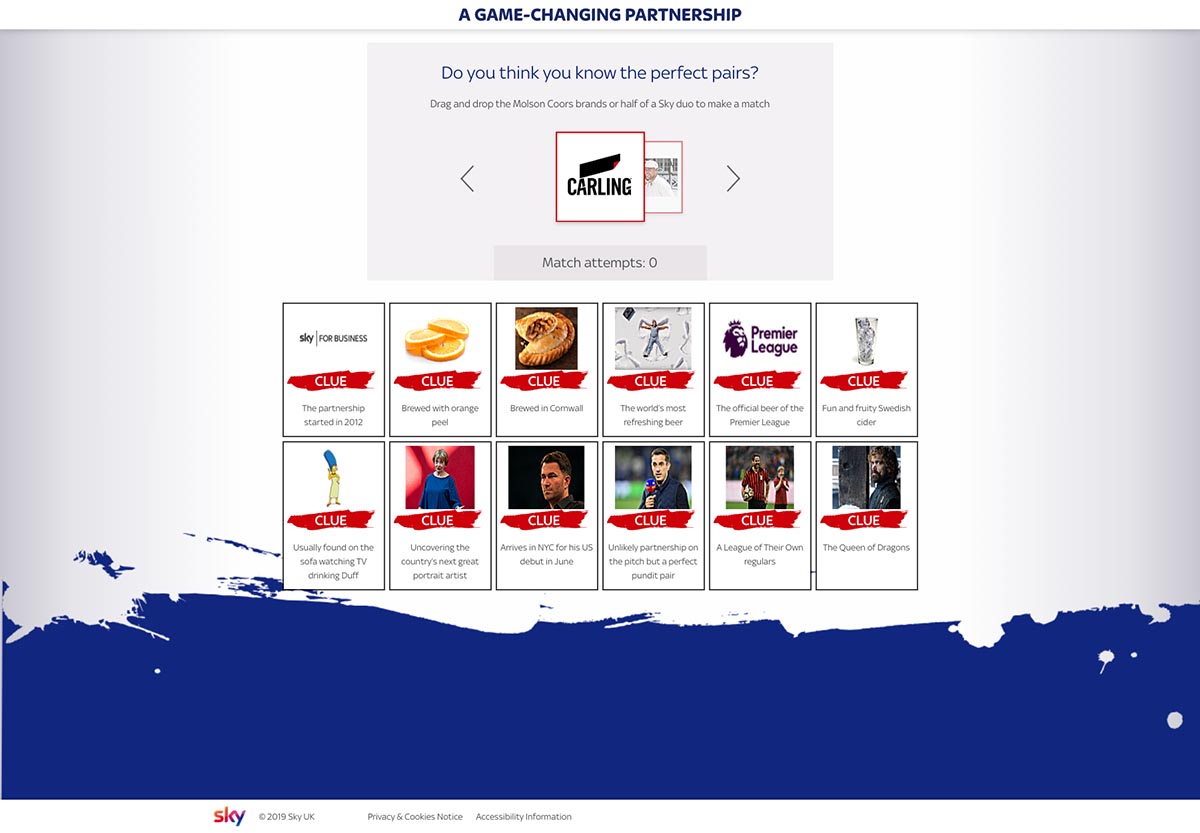 A GAME-CHANGING PARTNERSHIP
Do you think you know the perfect pairs?
Drag and drop the Molson Coors brands or half of a Sky duo to make a match
CARLING
Match attempts: 0
sky FOR BUSINESS
CLUE
The partnership
started in 2012
CLUE
Brewed with orange
peel
CLUE
Brewed in Cornwall
CLUE
The world's most
refreshing beer
Premier
League
CLUE
The official beer of the
Premier League
CLUE
Fun and fruity Swedish
cider
CLUE
Usually found on the
sofa watching TV
drinking Duff
CLUE
Uncovering the
country's next great
portrait artist
CLUE
Arrives in NYC for his US
debut in June
CLUE
Unlikely partnership on
the pitch but a perfect
pundit pair
CLUE
A League of Their Own
regulars
CLUE
The Queen of Dragons
sky © 2019 Sky UK Privacy & Cookies Notice Accessibility Information